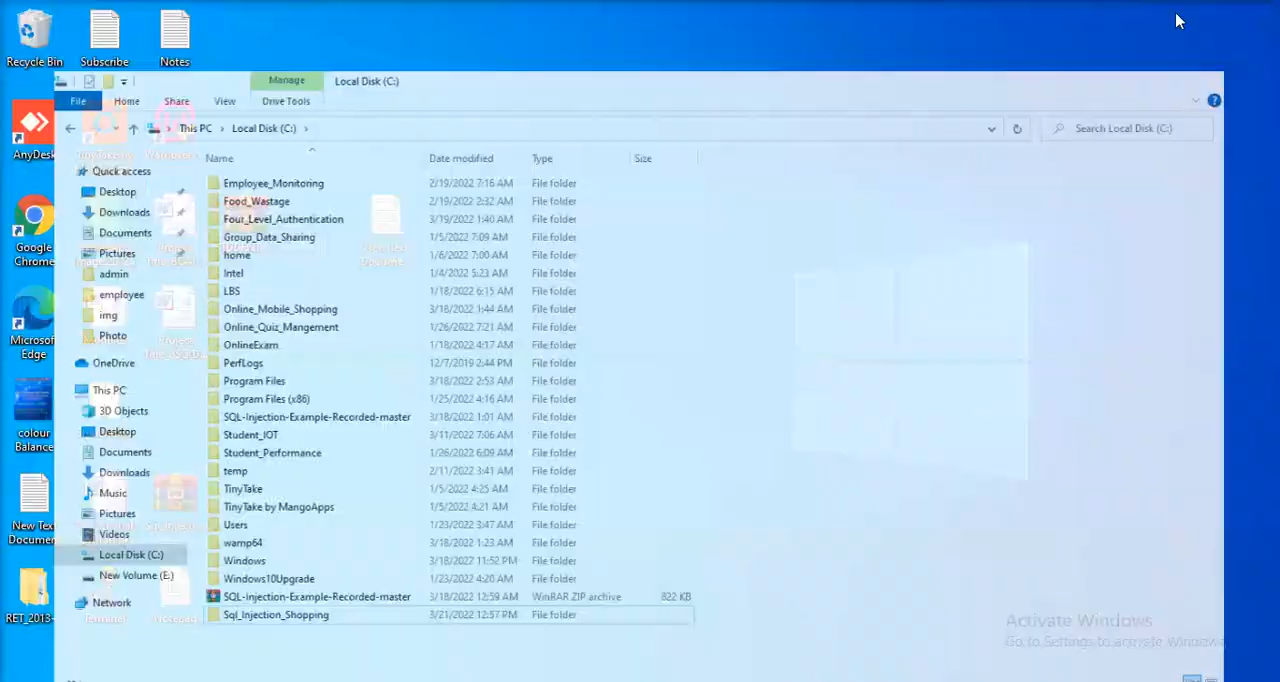 Recycle Bin
Subscribe
Notes
Manage
Local Disk (C:)
File
Home
Share
View
Drive Tools
This PC
Local Disk (C:)
Search Local Disk (C:)
Name
Date modified
Type
Size
AnyDesk
Google Chrome
Microsof Edge
colour Balance
New Text Documen
RET_2013-
Quick access
Desktop
Downloads
Documents
Pictures
admin
employee
img
Photo
OneDrive
This PC
3D Objects
Desktop
Documents
Downloads
Music
Pictures
Videos
Local Disk (C:)
New Volume (E:)
Network
Employee_Monitoring 2/19/2022 7:16 AM File folder
Food_Wastage 2/19/2022 2:32 AM File folder
Four_Level_Authentication 3/19/2022 1:40 AM File folder
Group_Data_Sharing 1/5/2022 7:09 AM File folder
home 1/6/2022 7:00 AM File folder
Intel 1/4/2022 5:23 AM File folder
LBS 1/18/2022 6:15 AM File folder
Online_Mobile_Shopping 3/18/2022 1:44 AM File folder
Online_Quiz_Mangement 1/26/2022 7:21 AM File folder
OnlineExam 1/18/2022 4:17 AM File folder
PerfLogs 12/7/2019 2:44 PM File folder
Program Files 3/18/2022 2:53 AM File folder
Program Files (x86) 1/25/2022 4:16 AM File folder
SQL-Injection-Example-Recorded-master 3/18/2022 1:01 AM File folder
Student_IOT 3/11/2022 7:06 AM File folder
Student_Performance 1/26/2022 6:09 AM File folder
temp 2/11/2022 3:41 AM File folder
TinyTake 1/5/2022 4:25 AM File folder
TinyTake by MangoApps 1/5/2022 4:21 AM File folder
Users 1/23/2022 3:47 AM File folder
wamp64 3/18/2022 1:23 AM File folder
Windows 3/18/2022 11:52 PM File folder
Windows10Upgrade 1/23/2022 4:20 AM File folder
SQL-Injection-Example-Recorded-master 3/18/2022 12:59 AM WinRAR ZIP archive 822 KB
Sql_Injection_Shopping 3/21/2022 12:57 PM File folder
Activate Windows
Go to Settings to activate Windows.